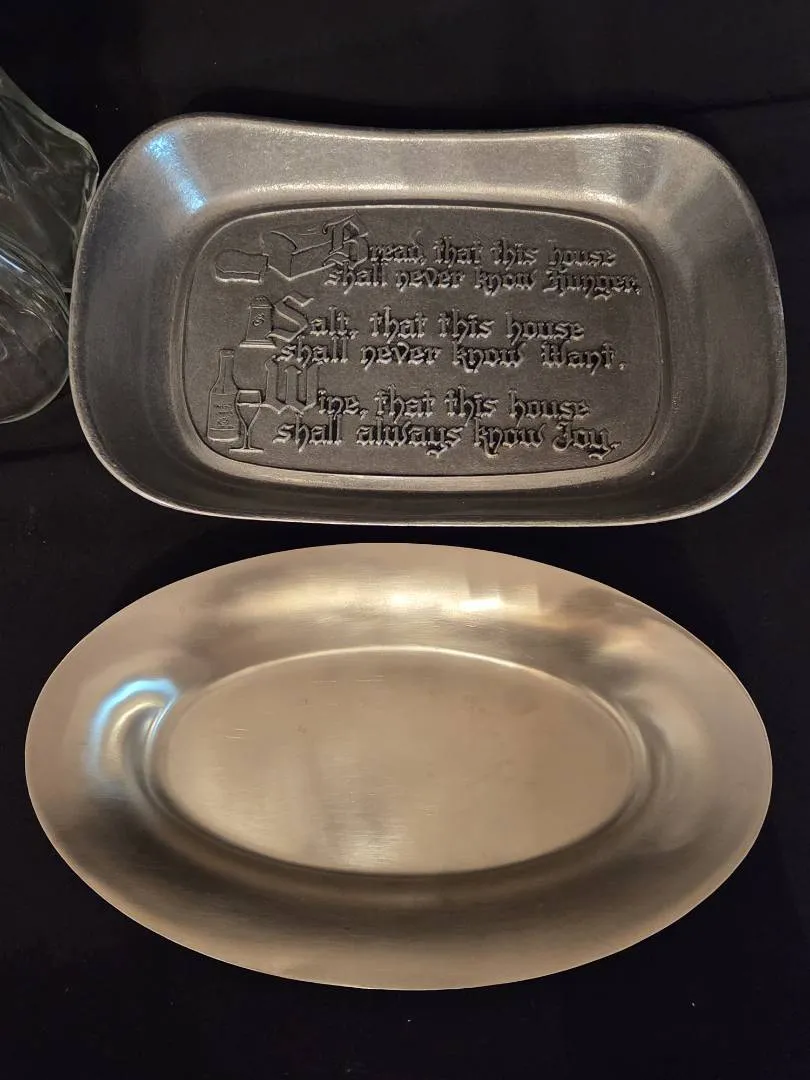 Bread, that this house
shall never know Hunger.
Salt, that this house
shall never know Want.
Wine, that this house
shall always know Joy.